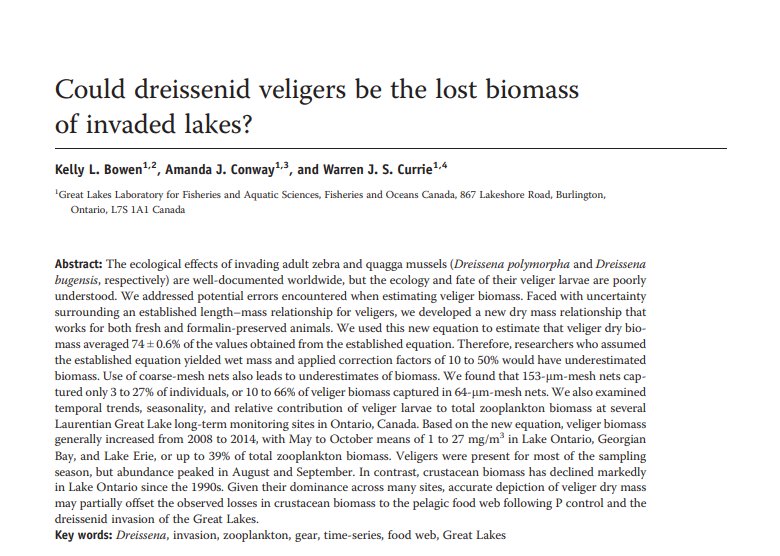 Could dreissenid veligers be the lost biomass
of invaded lakes?
Kelly L. Bowen1,2, Amanda J. Conway1,3, and Warren J. S. Currie1,4
1Great Lakes Laboratory for Fisheries and Aquatic Sciences, Fisheries and Oceans Canada, 867 Lakeshore Road, Burlington,
Ontario, L7S 1A1 Canada
Abstract: The ecological effects of invading adult zebra and quagga mussels (Dreissena polymorpha and Dreissena
bugensis, respectively) are well-documented worldwide, but the ecology and fate of their veliger larvae are poorly
understood. We addressed potential errors encountered when estimating veliger biomass. Faced with uncertainty
surrounding an established length–mass relationship for veligers, we developed a new dry mass relationship that
works for both fresh and formalin-preserved animals. We used this new equation to estimate that veliger dry bio-
mass averaged 74 ± 0.6% of the values obtained from the established equation. Therefore, researchers who assumed
the established equation yielded wet mass and applied correction factors of 10 to 50% would have underestimated
biomass. Use of coarse-mesh nets also leads to underestimates of biomass. We found that 153-μm-mesh nets cap-
tured only 3 to 27% of individuals, or 10 to 66% of veliger biomass captured in 64-μm-mesh nets. We also examined
temporal trends, seasonality, and relative contribution of veliger larvae to total zooplankton biomass at several
Laurentian Great Lake long-term monitoring sites in Ontario, Canada. Based on the new equation, veliger biomass
generally increased from 2008 to 2014, with May to October means of 1 to 27 mg/m3 in Lake Ontario, Georgian
Bay, and Lake Erie, or up to 39% of total zooplankton biomass. Veligers were present for most of the sampling
season, but abundance peaked in August and September. In contrast, crustacean biomass has declined markedly
in Lake Ontario since the 1990s. Given their dominance across many sites, accurate depiction of veliger dry mass
may partially offset the observed losses in crustacean biomass to the pelagic food web following P control and the
dreissenid invasion of the Great Lakes.
Key words: Dreissena, invasion, zooplankton, gear, time-series, food web, Great Lakes